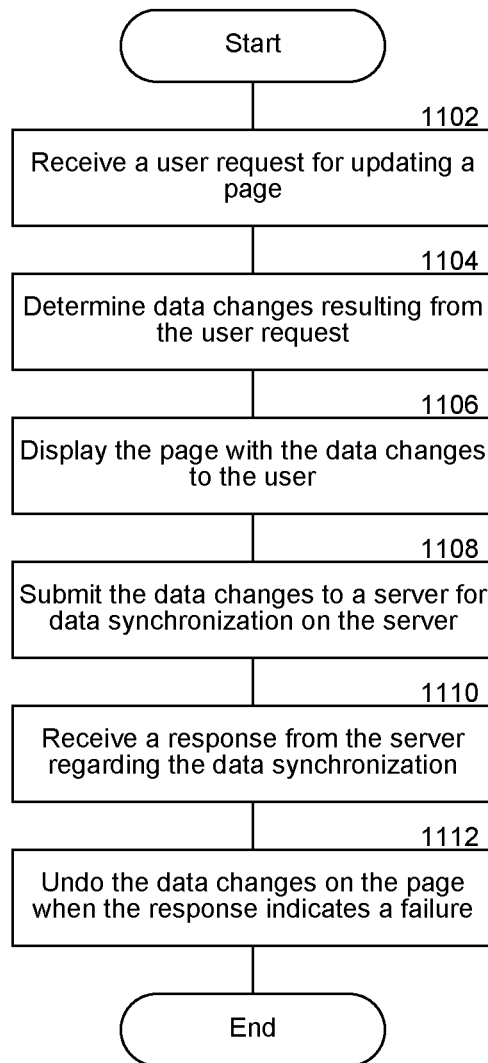 Start
1102
Receive a user request for updating a
page
1104
Determine data changes resulting from
the user request
1106
Display the page with the data changes
to the user
1108
Submit the data changes to a server for
data synchronization on the server
1110
Receive a response from the server
regarding the data synchronization
1112
Undo the data changes on the page
when the response indicates a failure
End